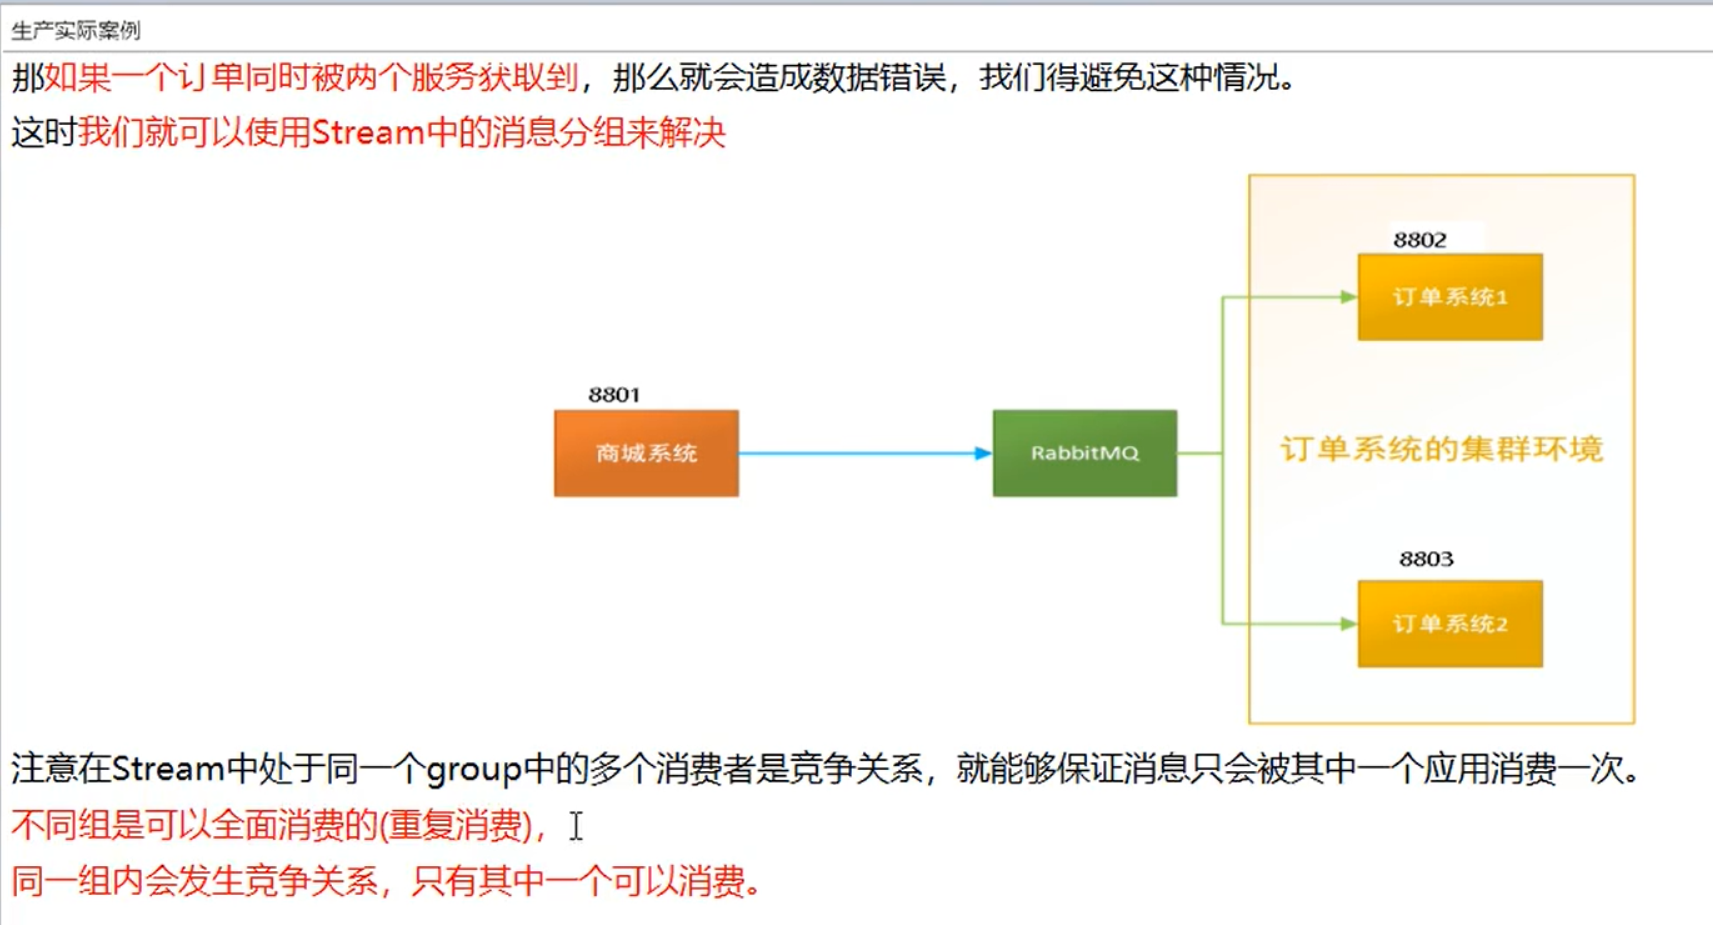 生产实际案例
那如果一个订单同时被两个服务获取到，那么就会造成数据错误，我们得避免这种情况。
这时我们就可以使用Stream中的消息分组来解决
8802
订单系统1
8801
商城系统
RabbitMQ
订单系统的集群环境
8803
订单系统2
注意在Stream中处于同一个group中的多个消费者是竞争关系，就能够保证消息只会被其中一个应用消费一次。
不同组是可以全面消费的(重复消费)，
同一组内会发生竞争关系，只有其中一个可以消费。